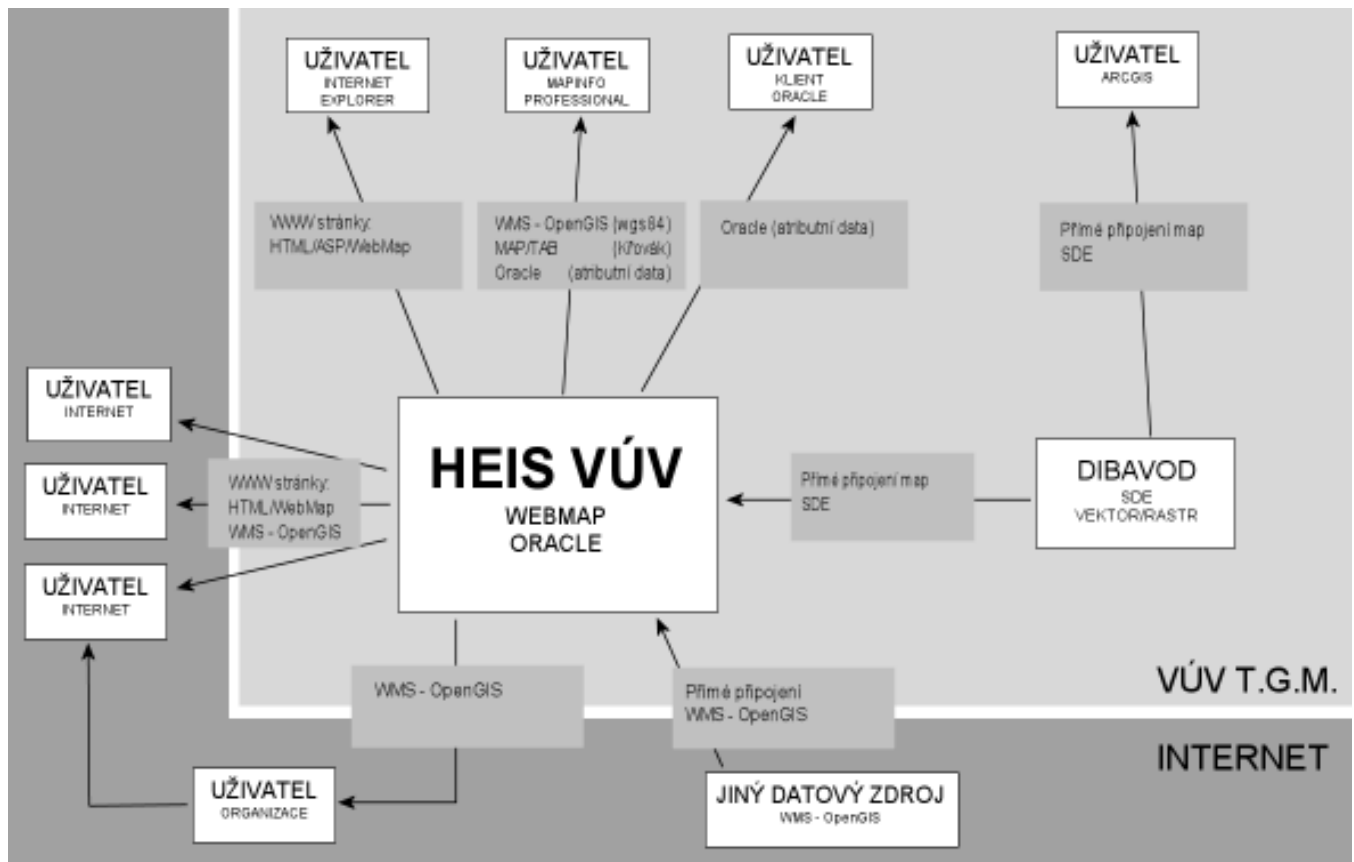 UŽIVATEL
INTERNET
EXPLORER
UŽIVATEL
MAPINFO
PROFESSIONAL
UŽIVATEL
KLIENT
ORACLE
UŽIVATEL
ARCGIS
WWW stránky:
HTML/ASP/WebMap
WMS - OpenGIS (wgs84)
MAP/TAB (Křovák)
Oracle (atributní data)
Oracle (atributní data)
Přímé připojení map
SDE
UŽIVATEL
INTERNET
UŽIVATEL
INTERNET
UŽIVATEL
INTERNET
WWW stránky:
HTML/WebMap
WMS - OpenGIS
HEIS VÚV
WEBMAP
ORACLE
Přímé připojení map
SDE
DIBAVOD
SDE
VEKTOR/RASTR
WMS - OpenGIS
Přímé připojení
WMS - OpenGIS
VÚV T.G.M.
INTERNET
UŽIVATEL
ORGANIZACE
JINÝ DATOVÝ ZDROJ
WMS - OpenGIS